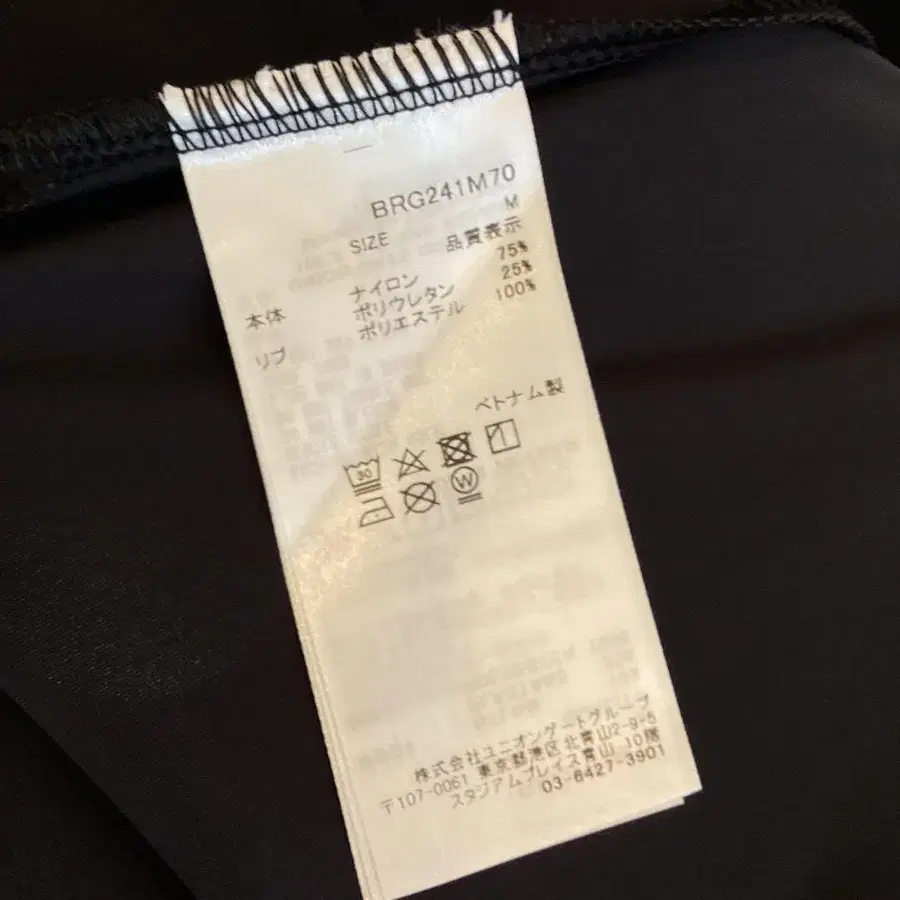 BRG241M70
SIZE M
品質表示
本体 ナイロン 75%
ポリウレタン 25%
リブ ポリエステル 100%
ベトナム製
30
W
株式会社ユニオンゲートグループ
〒107-0061 東京都港区北青山2-9-5
スタジアムプレイス青山 10階
03-6427-3901